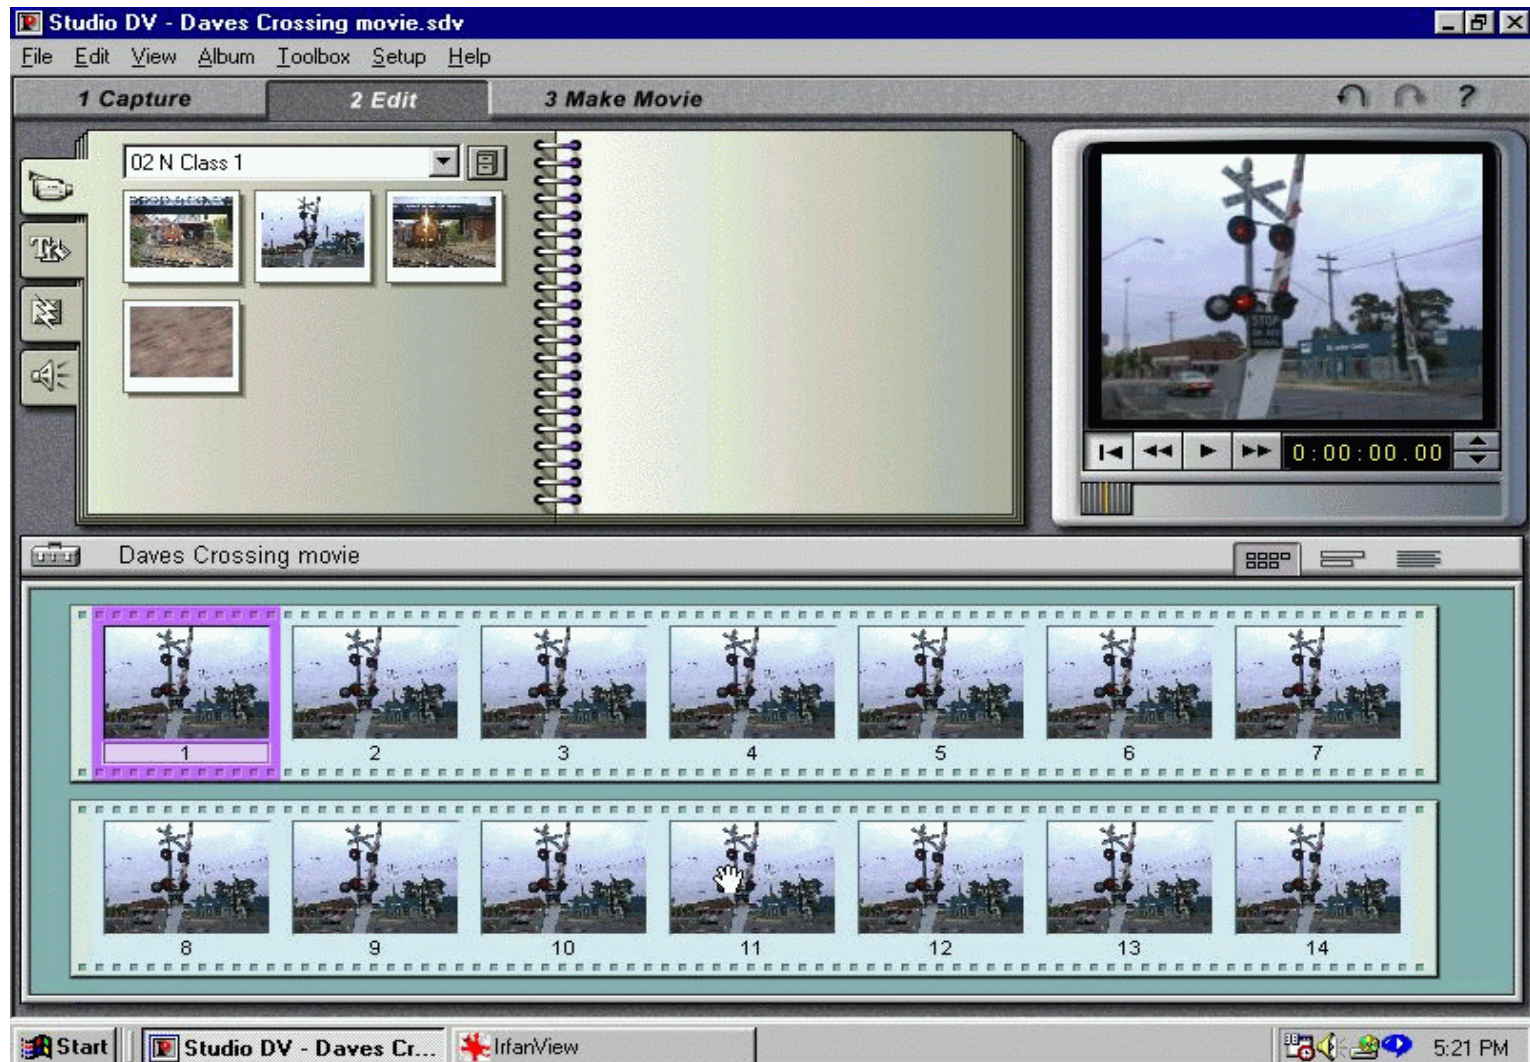 Studio DV - Daves Crossing movie.sdv
File Edit View Album Toolbox Setup Help
1 Capture 2 Edit 3 Make Movie ?
02 N Class 1
STOP
0:00:00.00
Daves Crossing movie
1 2 3 4 5 6 7
8 9 10 11 12 13 14
Start Studio DV - Daves Cr... IrfanView 5:21 PM